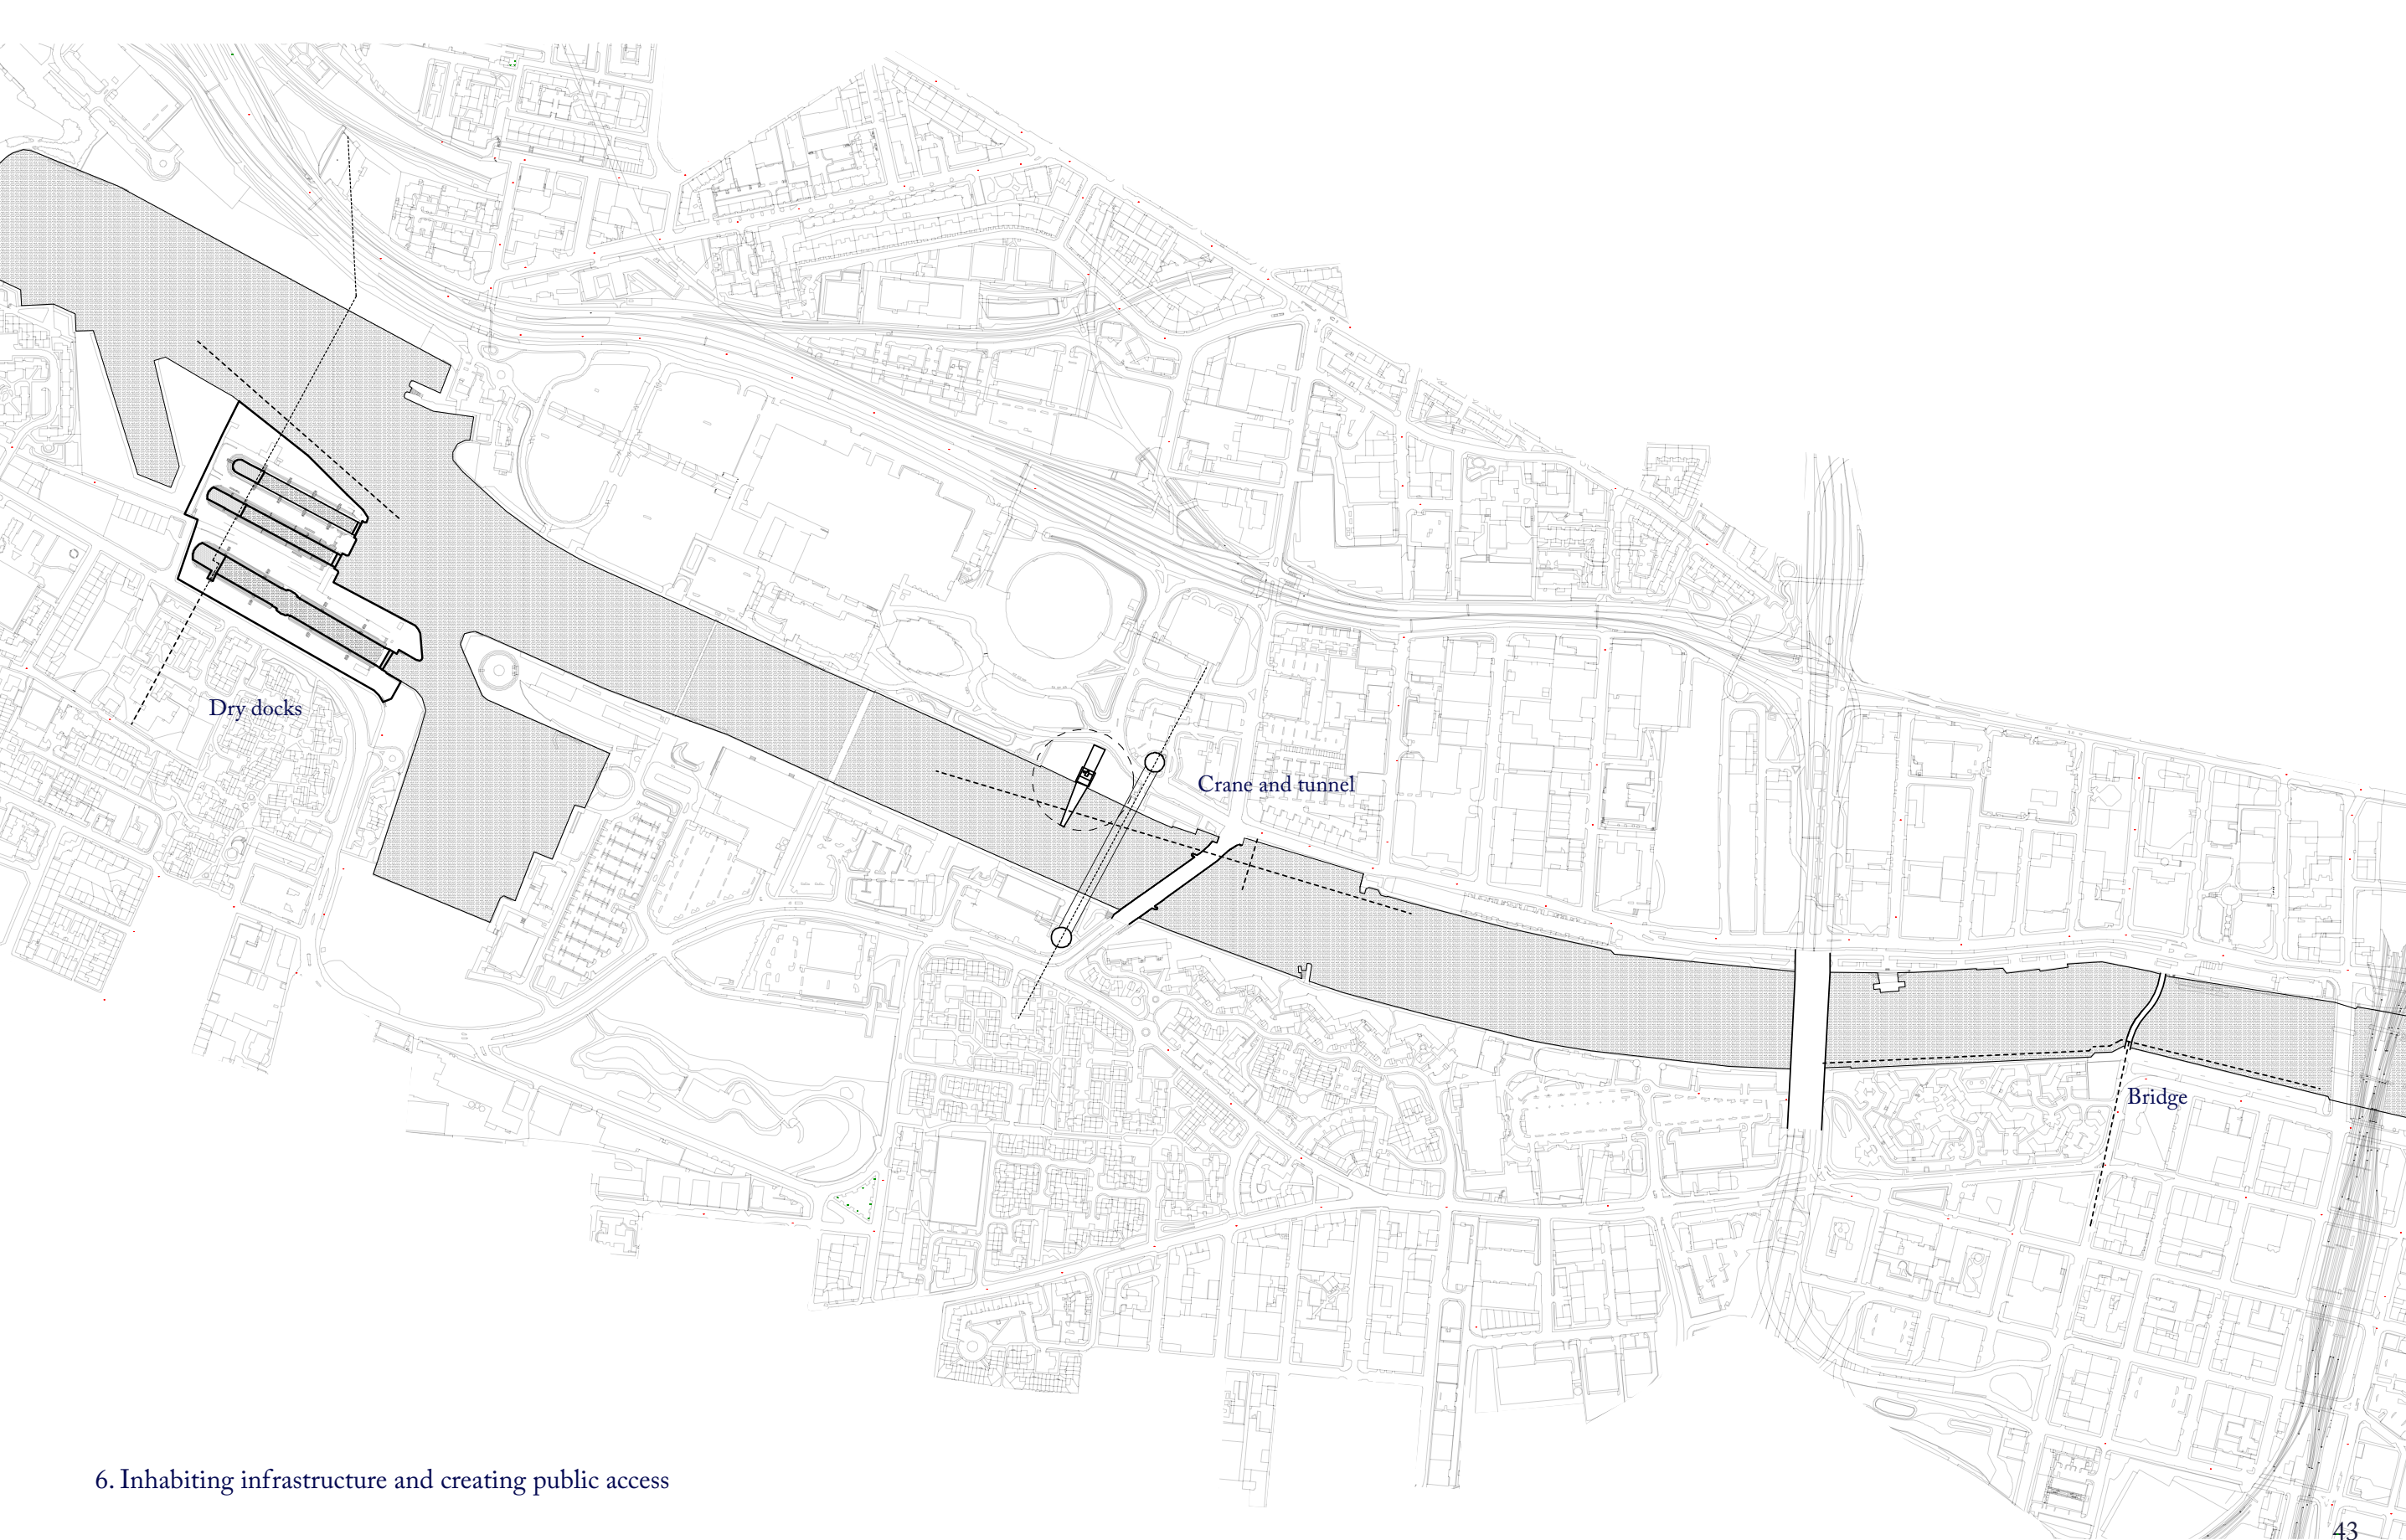 Dry docks
Crane and tunnel
Bridge
6. Inhabiting infrastructure and creating public access
43